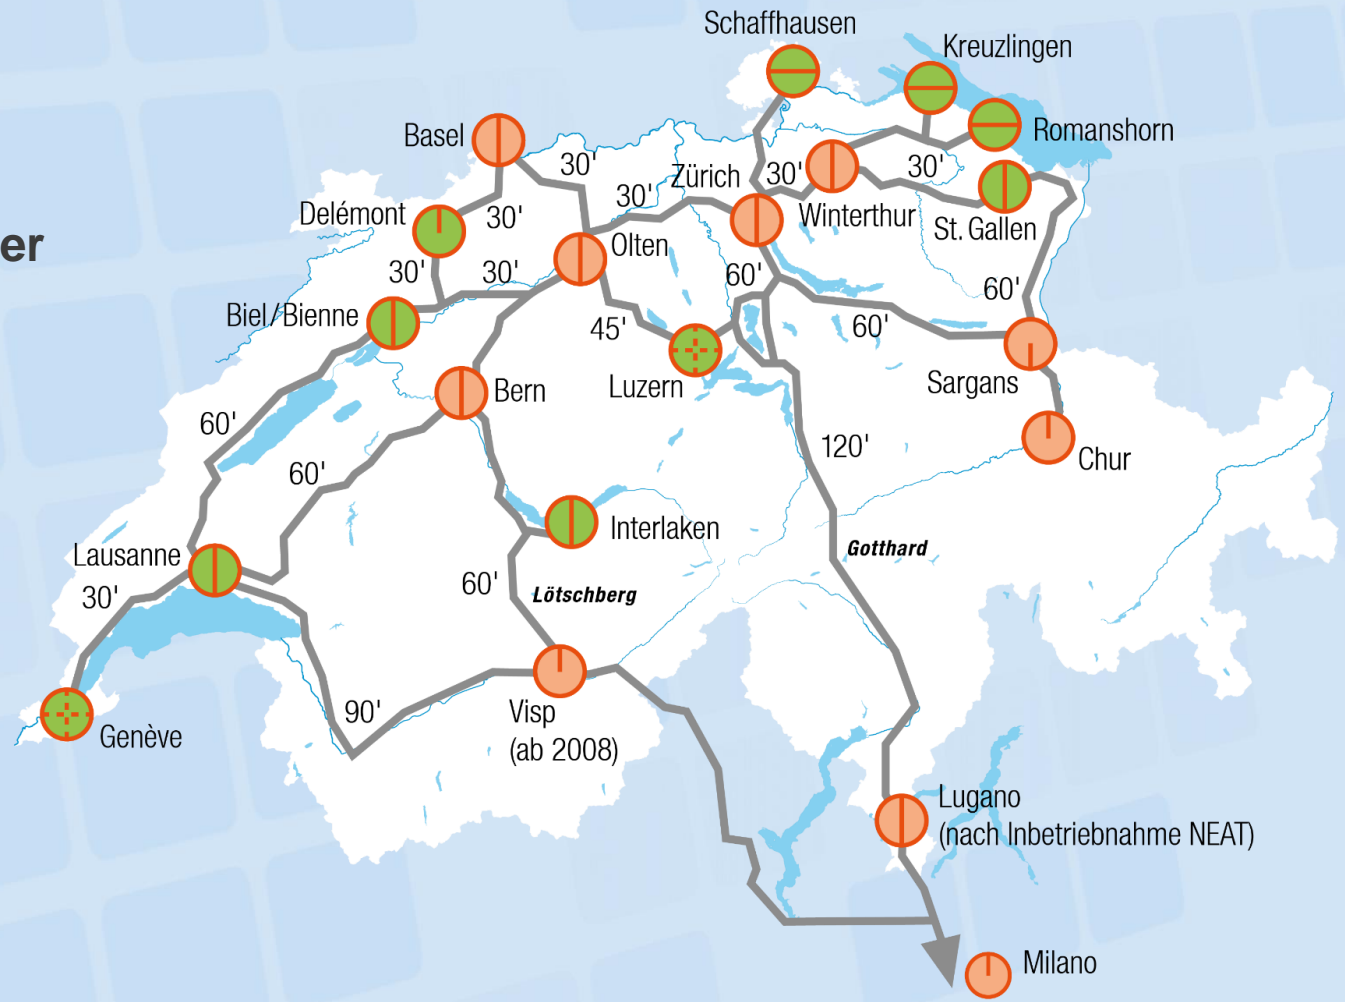 Schaffhausen
Kreuzlingen
Basel
Romanshorn
30'
Zürich
30'
30'
30'
Delémont
30'
Winterthur
er
Olten
St. Gallen
30'
30'
60'
60'
Biel/Bienne
45'
60'
Luzern
Sargans
Bern
60'
60'
120'
Chur
Interlaken
Gotthard
Lausanne
30'
60'
Lötschberg
90'
Visp
(ab 2008)
Genève
Lugano
(nach Inbetriebnahme NEAT)
Milano